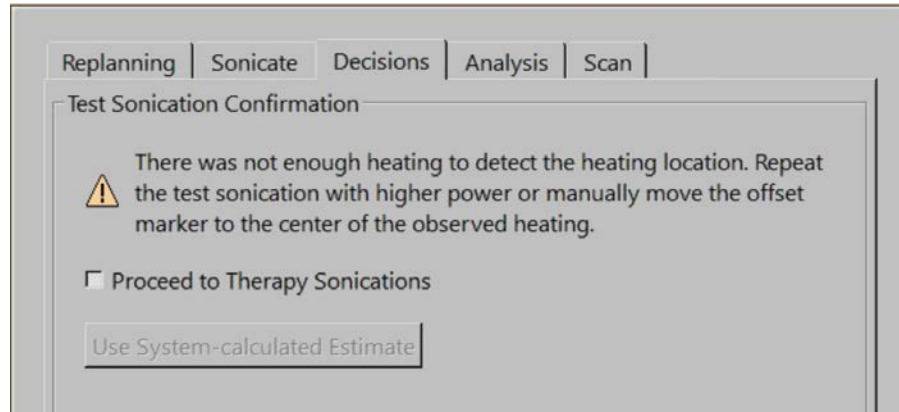 Replanning Sonicate Decisions Analysis Scan
Test Sonication Confirmation
There was not enough heating to detect the heating location. Repeat
the test sonication with higher power or manually move the offset
marker to the center of the observed heating.
Proceed to Therapy Sonications
Use System-calculated Estimate